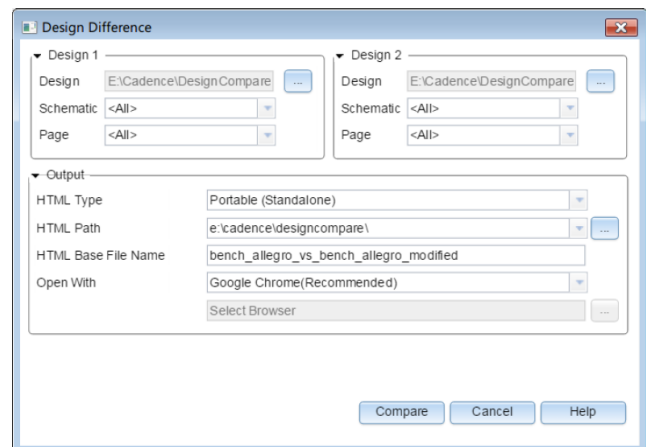 Design Difference
Design 1
Design E:\Cadence\DesignCompare ...
Schematic <All>
Page <All>
Design 2
Design E:\Cadence\DesignCompare ...
Schematic <All>
Page <All>
Output
HTML Type Portable (Standalone)
HTML Path e:\cadence\designcompare\ ...
HTML Base File Name bench_allegro_vs_bench_allegro_modified
Open With Google Chrome(Recommended)
Select Browser ...
Compare Cancel Help